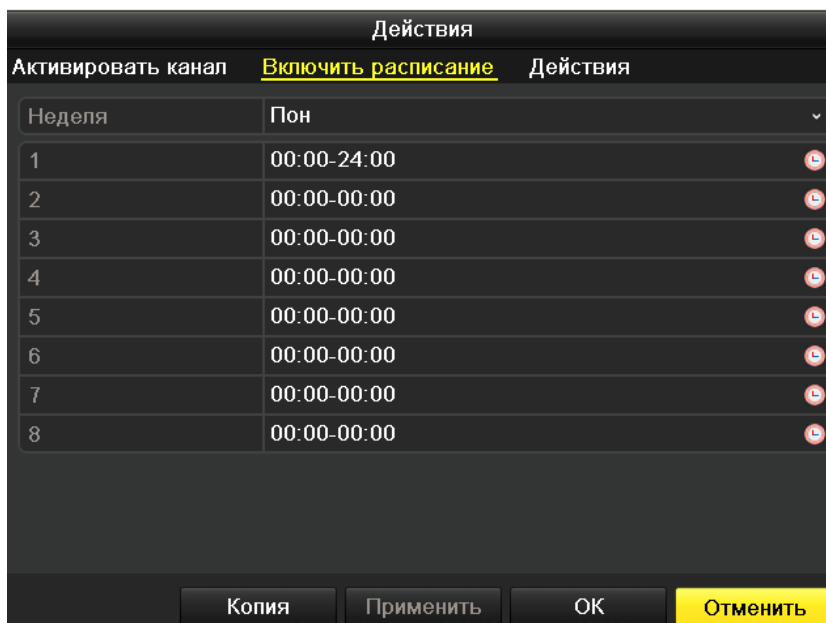 Действия
Активировать канал Включить расписание Действия
Неделя Пон
1 00:00-24:00
2 00:00-00:00
3 00:00-00:00
4 00:00-00:00
5 00:00-00:00
6 00:00-00:00
7 00:00-00:00
8 00:00-00:00
Копия Применить OK Отменить